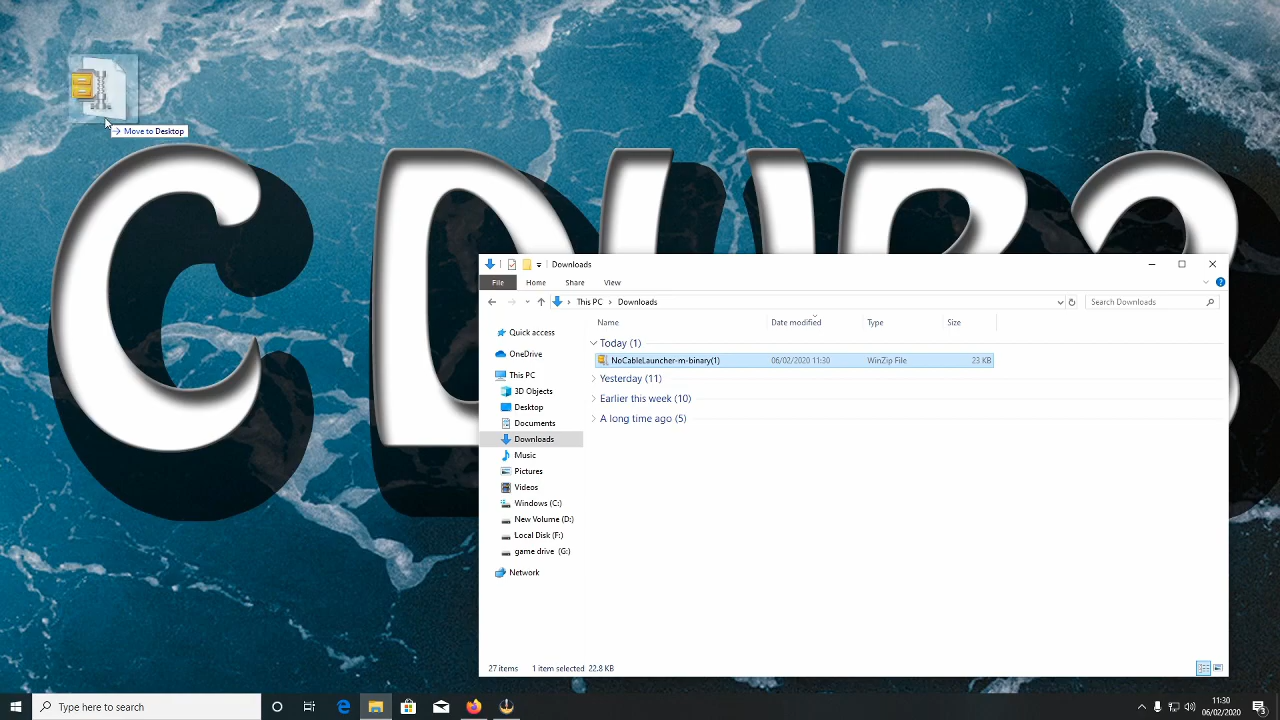 Move to Desktop
Downloads
File Home Share View
This PC Downloads
Search Downloads
Name Date modified Type Size
Quick access
OneDrive
This PC
3D Objects
Desktop
Documents
Downloads
Music
Pictures
Videos
Windows (C:)
New Volume (D:)
Local Disk (F:)
game drive (G:)
Network
Today (1)
NoCableLauncher-m-binary(1) 06/02/2020 11:30 WinZip File 23 KB
Yesterday (11)
Earlier this week (10)
A long time ago (5)
27 items 1 item selected 22.8 KB
Type here to search
11:30
06/02/2020
3